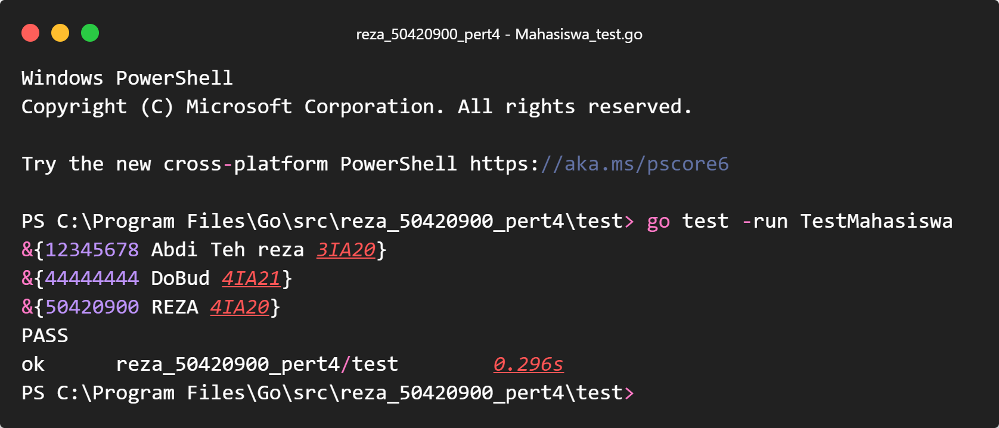 reza_50420900_pert4 - Mahasiswa_test.go
Windows PowerShell
Copyright (C) Microsoft Corporation. All rights reserved.
Try the new cross-platform PowerShell https://aka.ms/pscore6
PS C:\Program Files\Go\src\reza_50420900_pert4\test> go test -run TestMahasiswa
&{12345678 Abdi Teh reza 3IA20}
&{44444444 DoBud 4IA21}
&{50420900 REZA 4IA20}
PASS
ok      reza_50420900_pert4/test        0.296s
PS C:\Program Files\Go\src\reza_50420900_pert4\test>